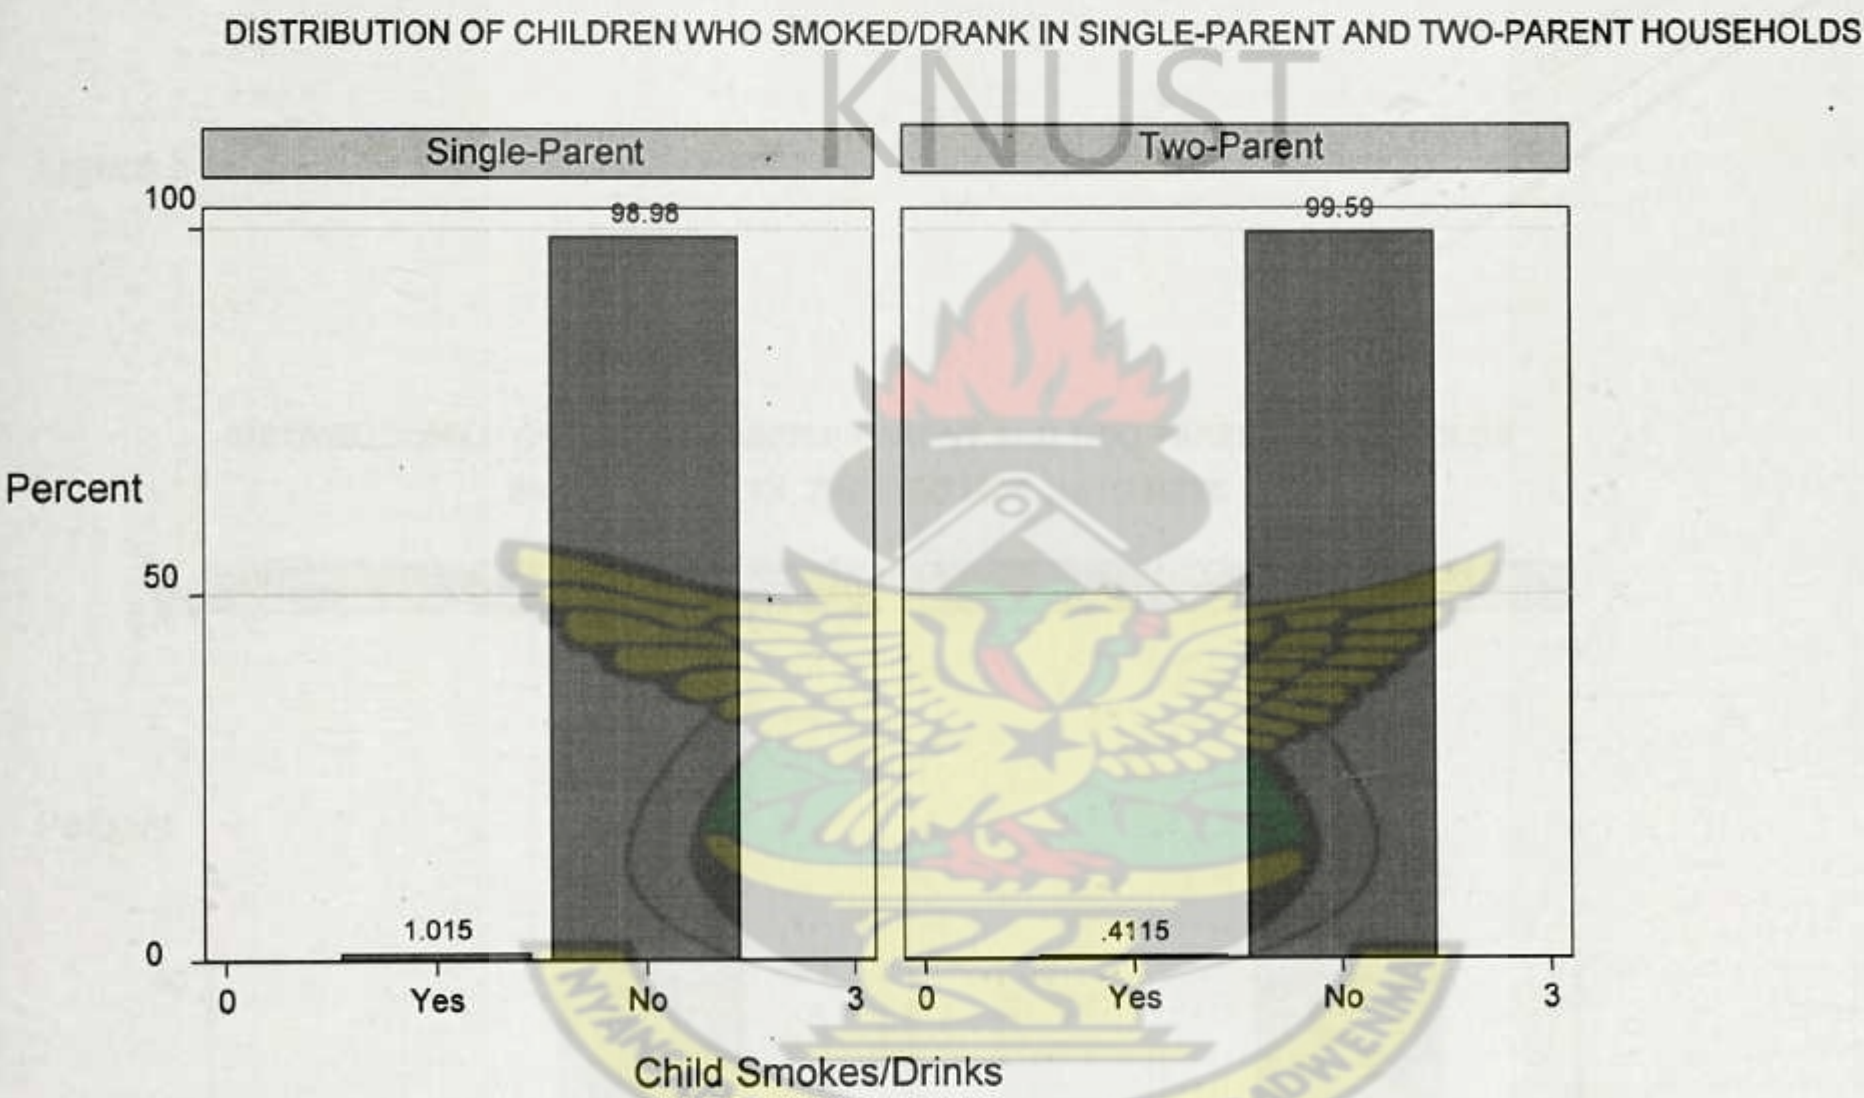 DISTRIBUTION OF CHILDREN WHO SMOKED/DRANK IN SINGLE-PARENT AND TWO-PARENT HOUSEHOLDS
KNUST
Single-Parent
Two-Parent
100
98.98
99.59
Percent
50
1.015
.4115
0
0 Yes No 3 0 Yes No 3
Child Smokes/Drinks
ADWENMA